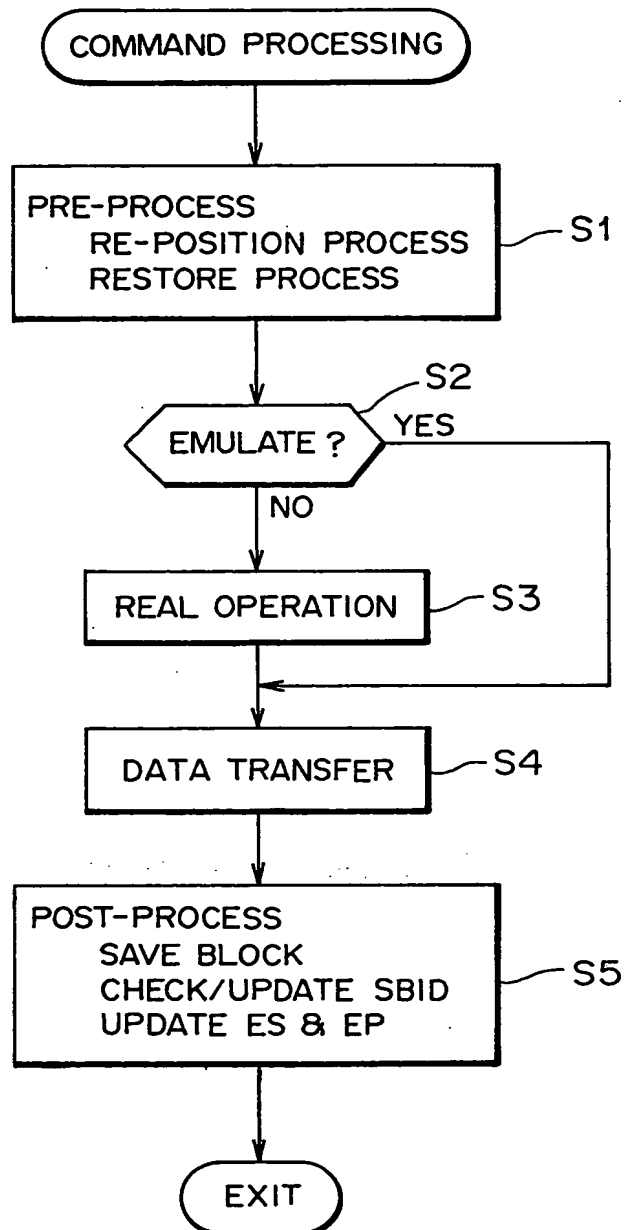 COMMAND PROCESSING
PRE-PROCESS
RE-POSITION PROCESS
RESTORE PROCESS
S1
S2
EMULATE ?
YES
NO
REAL OPERATION
S3
DATA TRANSFER
S4
POST-PROCESS
SAVE BLOCK
CHECK/UPDATE SBID
UPDATE ES & EP
S5
EXIT